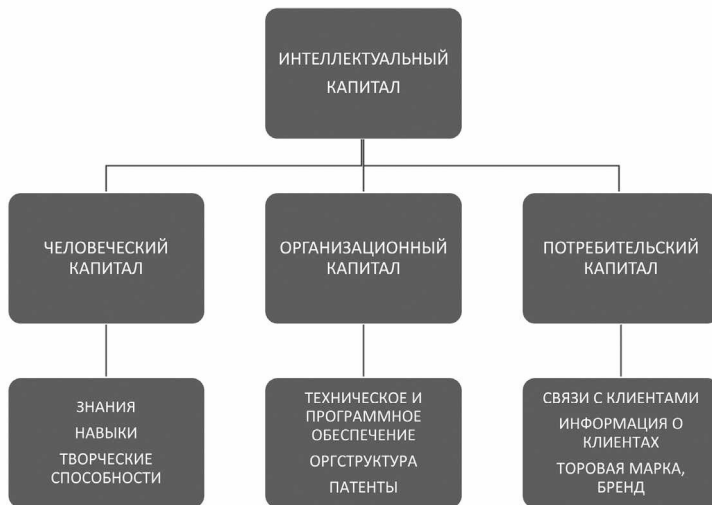 ИНТЕЛЛЕКТУАЛЬНЫЙ
КАПИТАЛ
ЧЕЛОВЕЧЕСКИЙ
КАПИТАЛ
ОРГАНИЗАЦИОННЫЙ
КАПИТАЛ
ПОТРЕБИТЕЛЬСКИЙ
КАПИТАЛ
ЗНАНИЯ
НАВЫКИ
ТВОРЧЕСКИЕ
СПОСОБНОСТИ
ТЕХНИЧЕСКОЕ И
ПРОГРАММНОЕ
ОБЕСПЕЧЕНИЕ
ОРГСТРУКТУРА
ПАТЕНТЫ
СВЯЗИ С КЛИЕНТАМИ
ИНФОРМАЦИЯ О
КЛИЕНТАХ
ТОРОВАЯ МАРКА,
БРЕНД